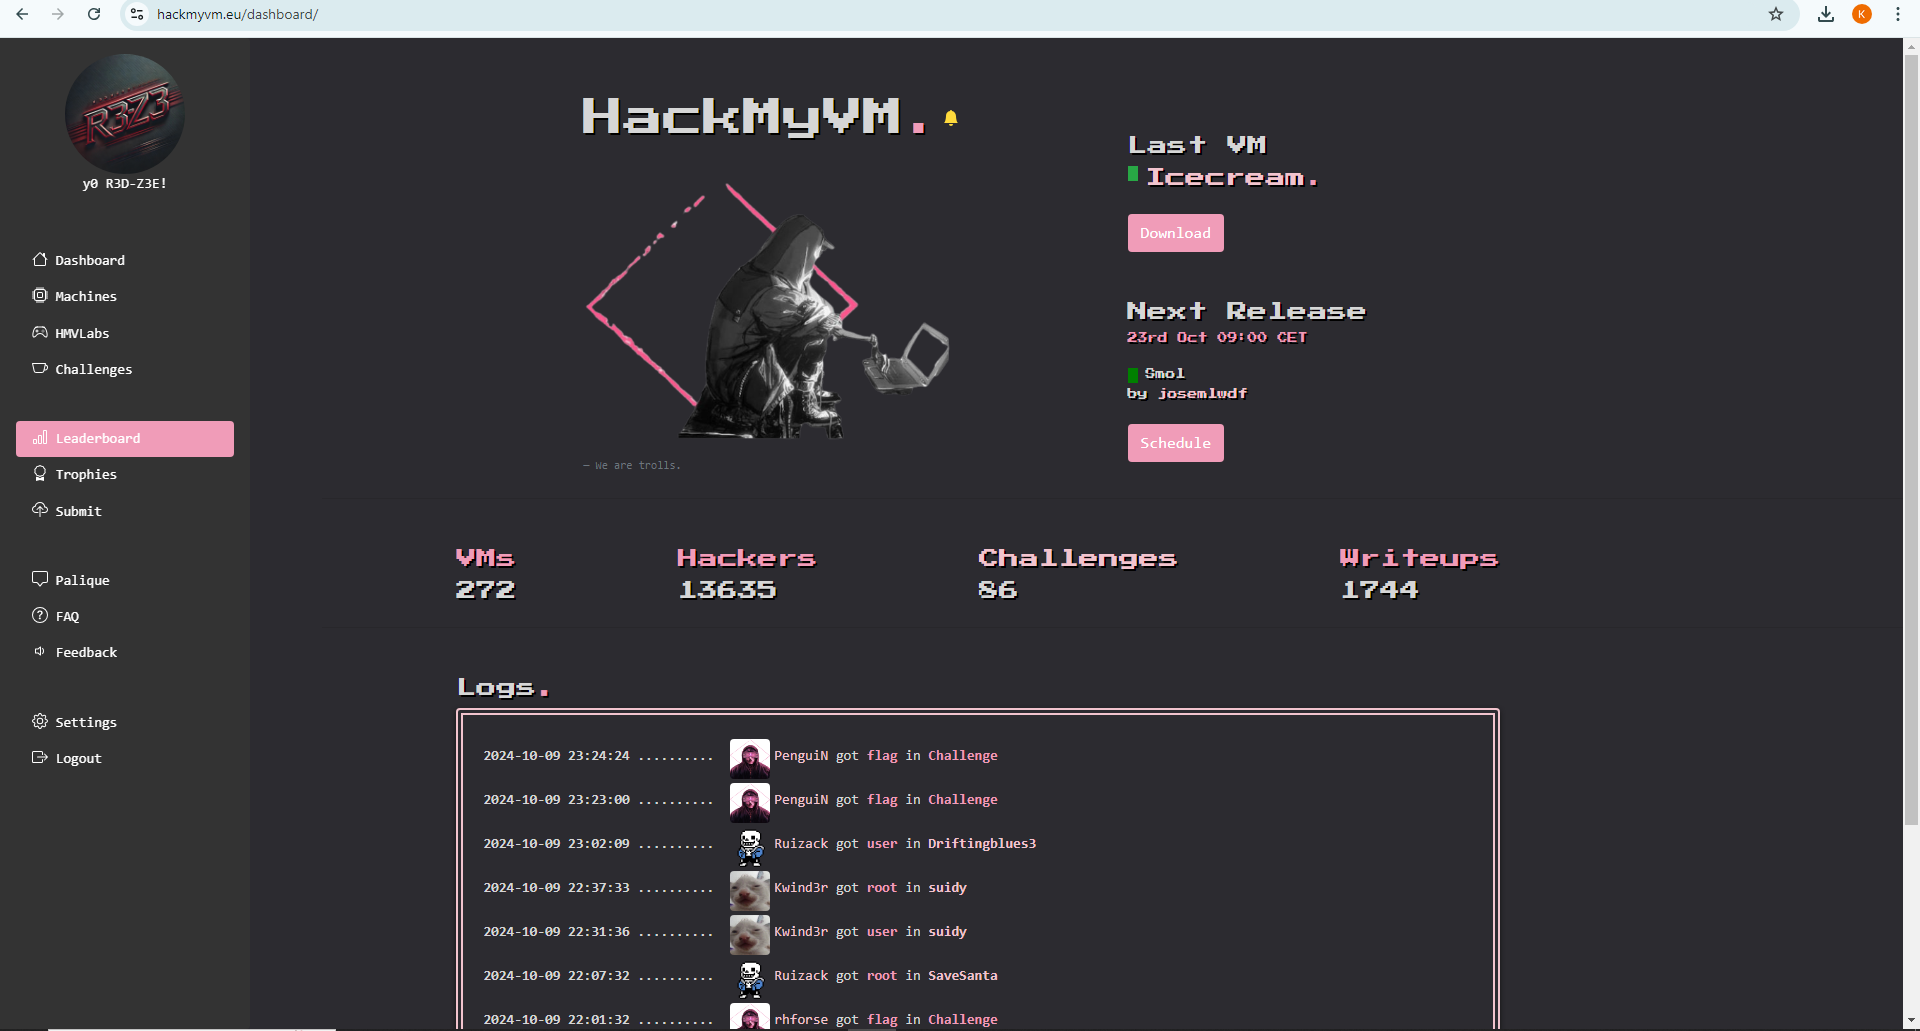 hackmyvm.eu/dashboard/
K
R3-Z3
y0 R3D-Z3E!
Dashboard
Machines
HMVLabs
Challenges
Leaderboard
Trophies
Submit
Palique
FAQ
Feedback
Settings
Logout
HackMyVM.
— We are trolls.
Last VM
Icecream.
Download
Next Release
23rd Oct 09:00 CET
Smol
by josemlwdf
Schedule
VMs
272
Hackers
13635
Challenges
86
Writeups
1744
Logs.
2024-10-09 23:24:24 .......... PenguiN got flag in Challenge
2024-10-09 23:23:00 .......... PenguiN got flag in Challenge
2024-10-09 23:02:09 .......... Ruizack got user in Driftingblues3
2024-10-09 22:37:33 .......... Kwind3r got root in suidy
2024-10-09 22:31:36 .......... Kwind3r got user in suidy
2024-10-09 22:07:32 .......... Ruizack got root in SaveSanta
2024-10-09 22:01:32 .......... rhforse got flag in Challenge